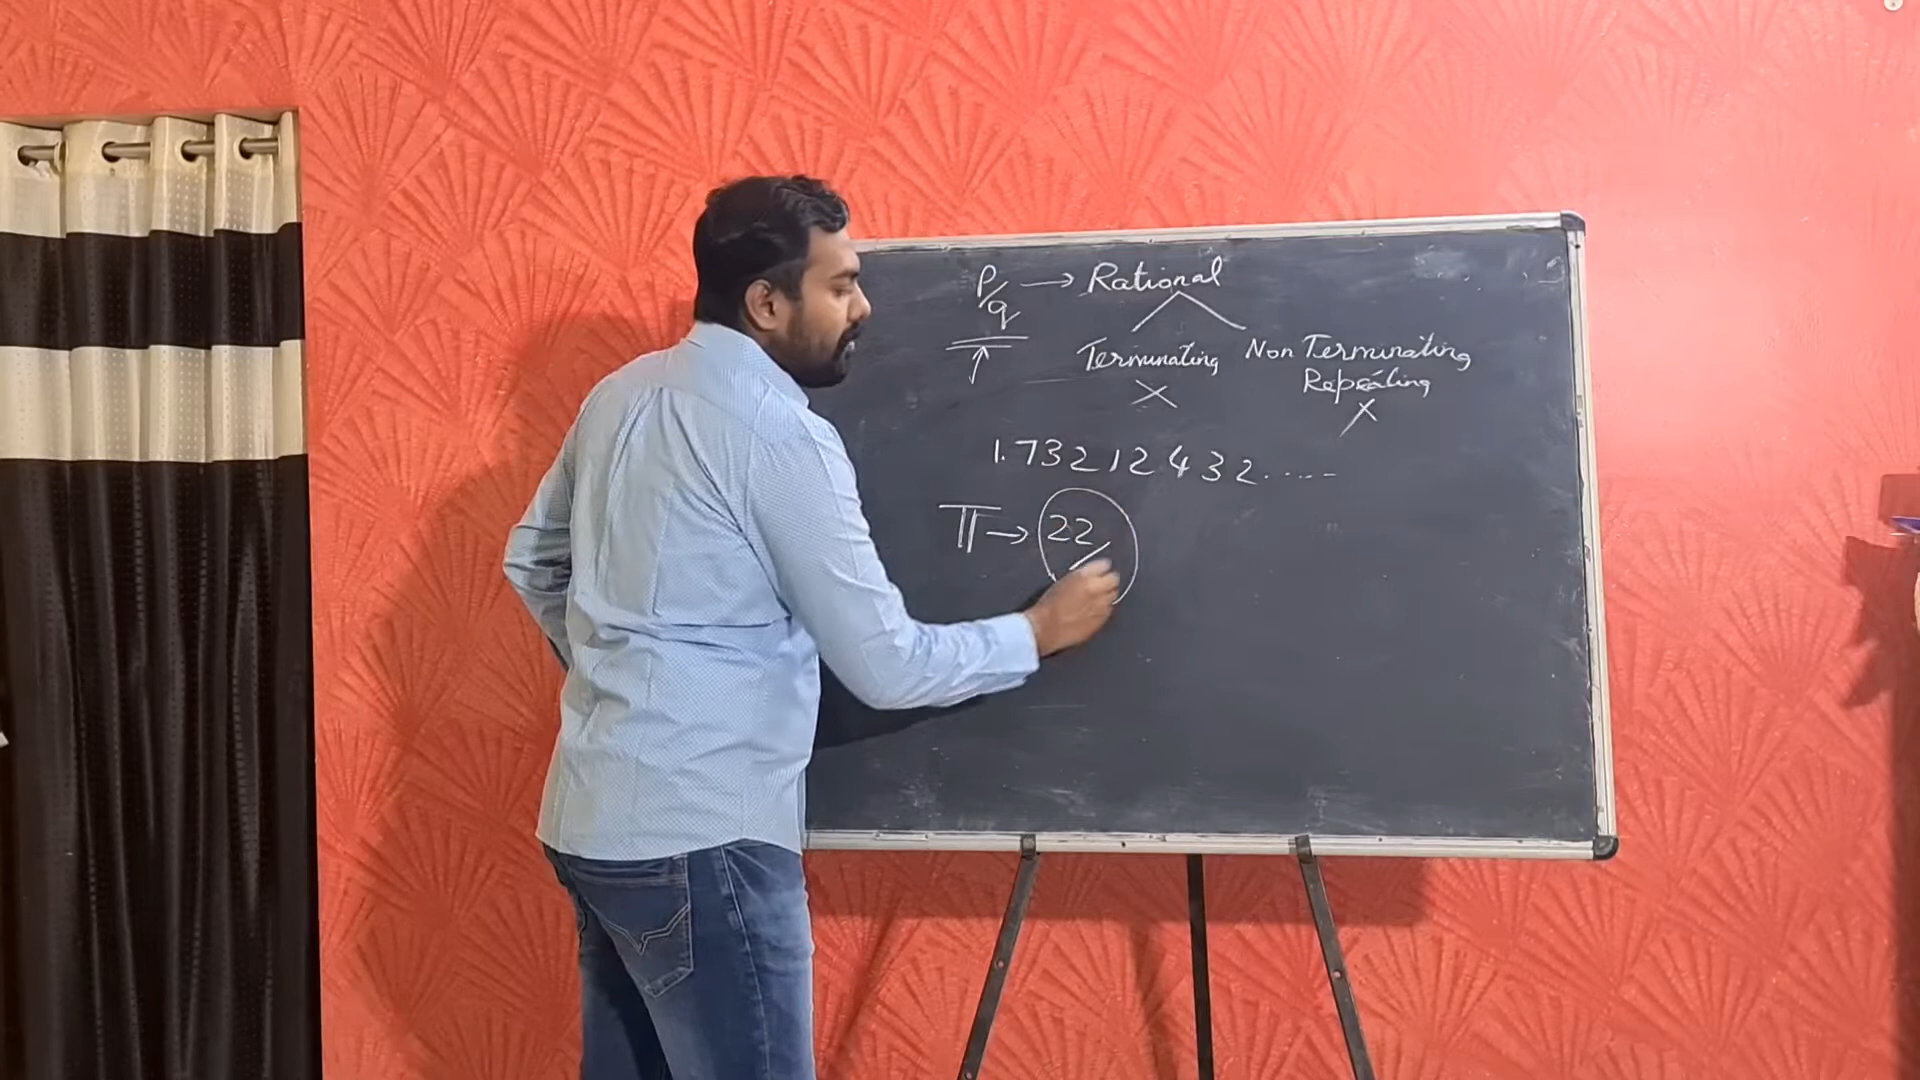 P/q → Rational
Terminating Non Terminating
Repeating
X X
1.73212432.....
π → 22/